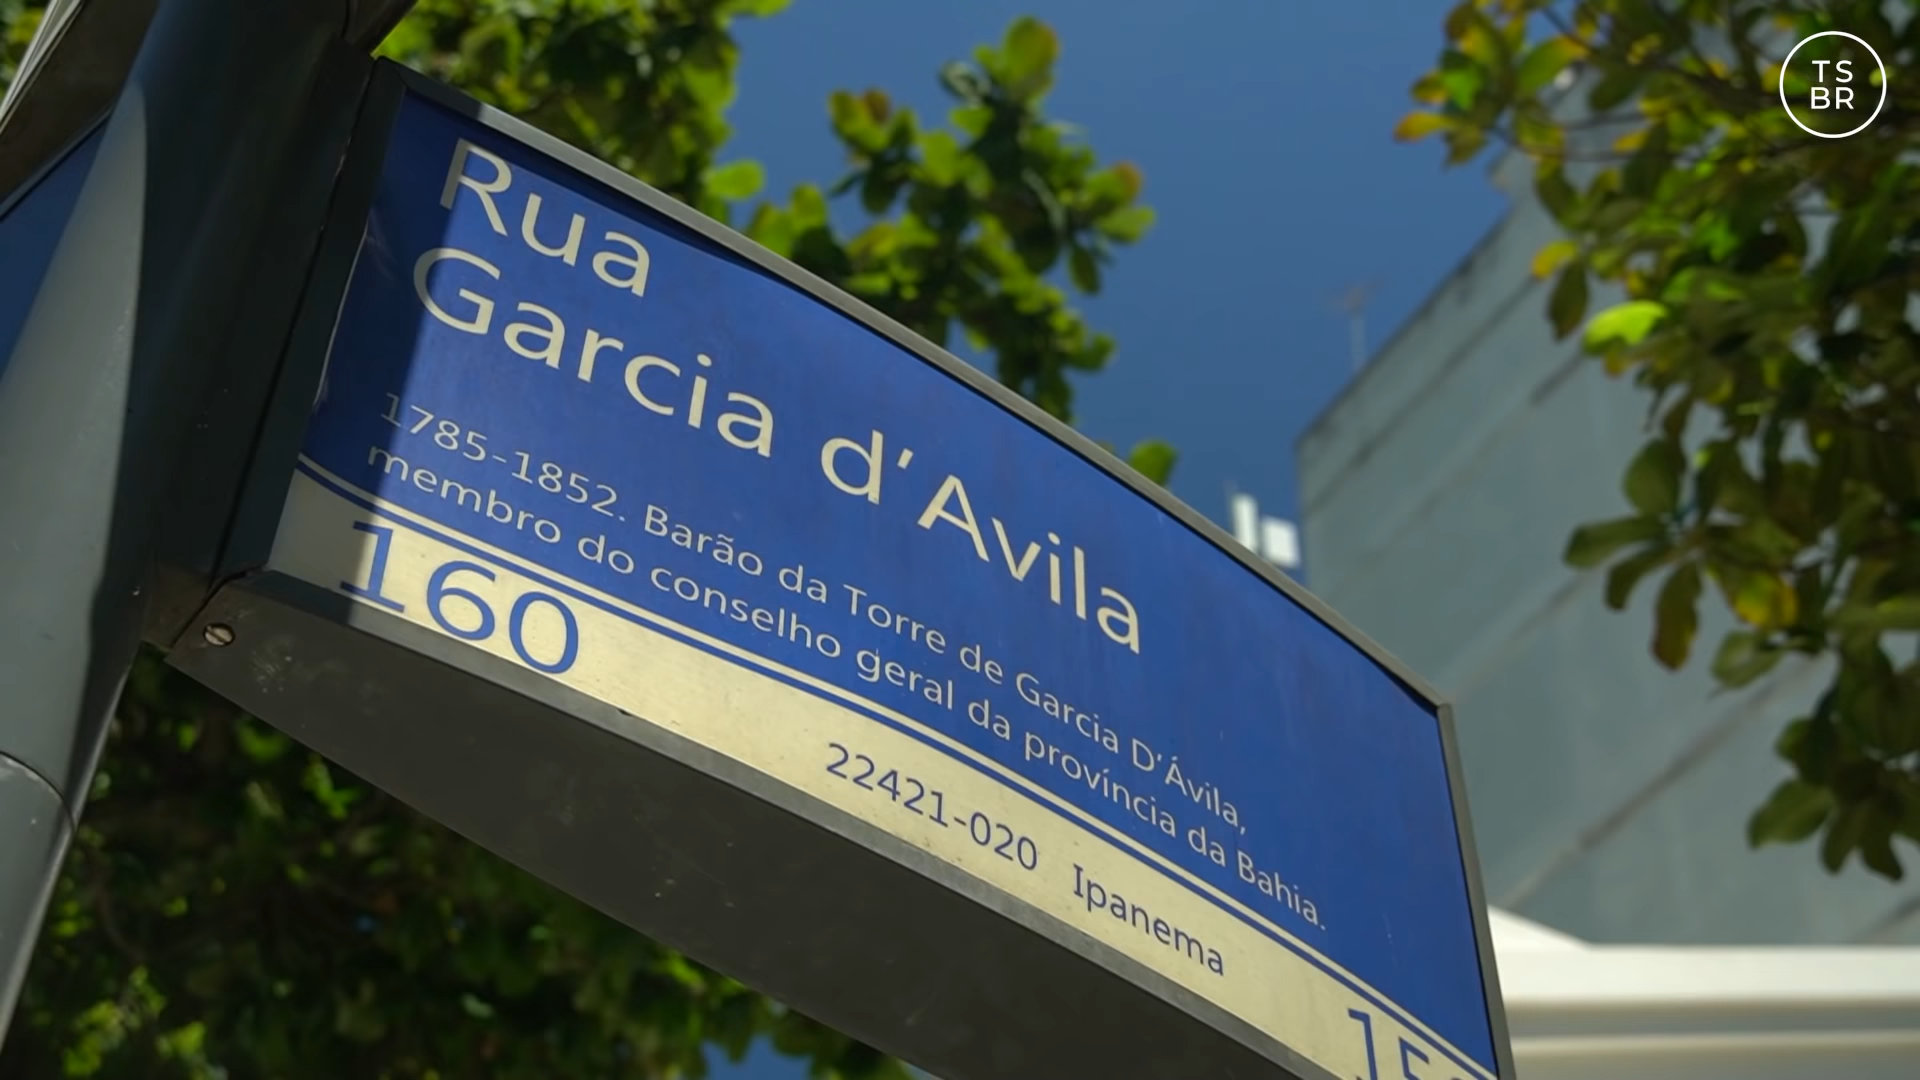 TS
BR
Rua
Garcia d'Avila
1785-1852. Barão da Torre de Garcia D'Ávila,
membro do conselho geral da província da Bahia.
160
22421-020 Ipanema